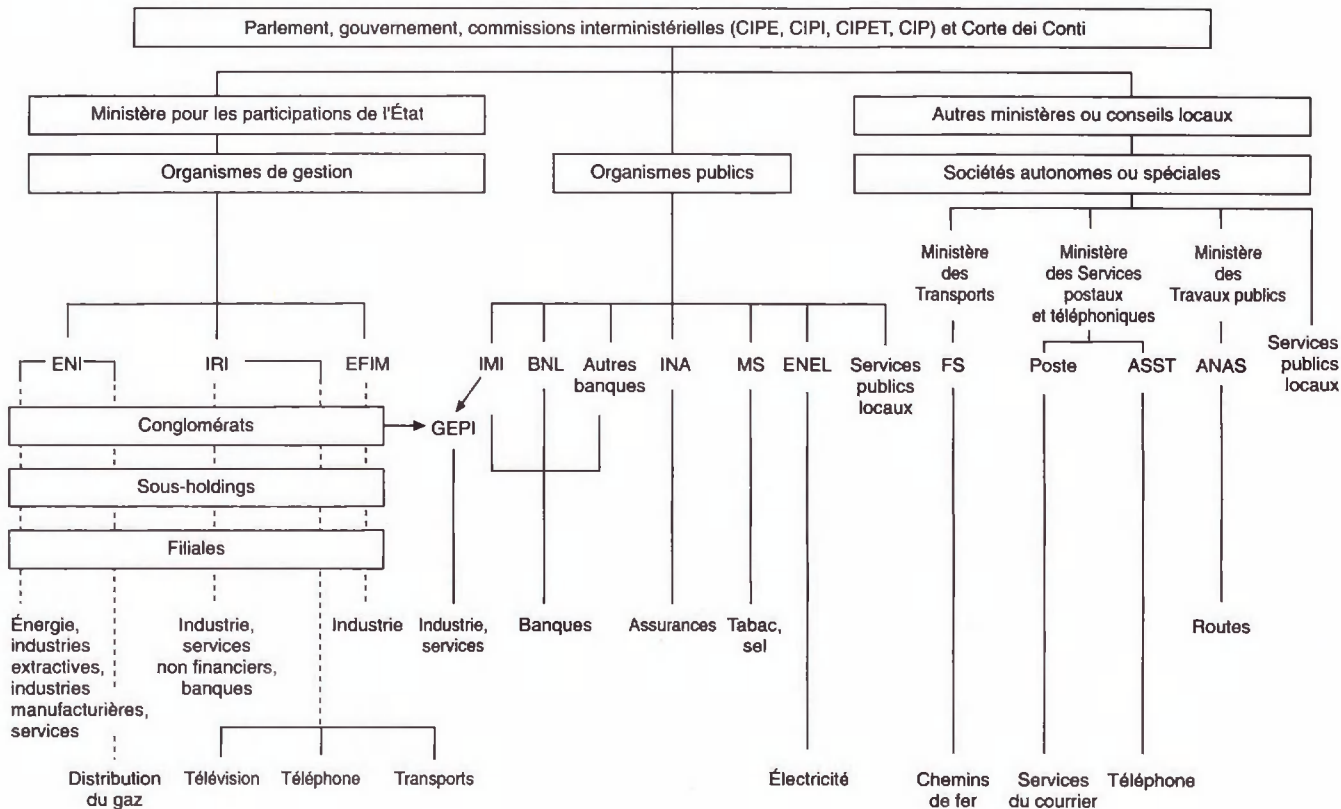 Parlement, gouvernement, commissions interministérielles (CIPE, CIPI, CIPET, CIP) et Corte dei Conti
Ministère pour les participations de l'État
Autres ministères ou conseils locaux
Organismes de gestion
Organismes publics
Sociétés autonomes ou spéciales
Ministère
des
Transports
Ministère
des Services
postaux
et téléphoniques
Ministère
des
Travaux publics
Services
publics
locaux
ENI
IRI
EFIM
IMI
BNL
Autres
banques
INA
MS
ENEL
Services
publics
locaux
FS
Poste
ASST
ANAS
Conglomérats
GEPI
Sous-holdings
Filiales
Énergie,
industries
extractives,
industries
manufacturières,
services
Industrie,
services
non financiers,
banques
Industrie
Industrie,
services
Banques
Assurances
Tabac,
sel
Routes
Distribution
du gaz
Télévision
Téléphone
Transports
Électricité
Chemins
de fer
Services
du courrier
Téléphone